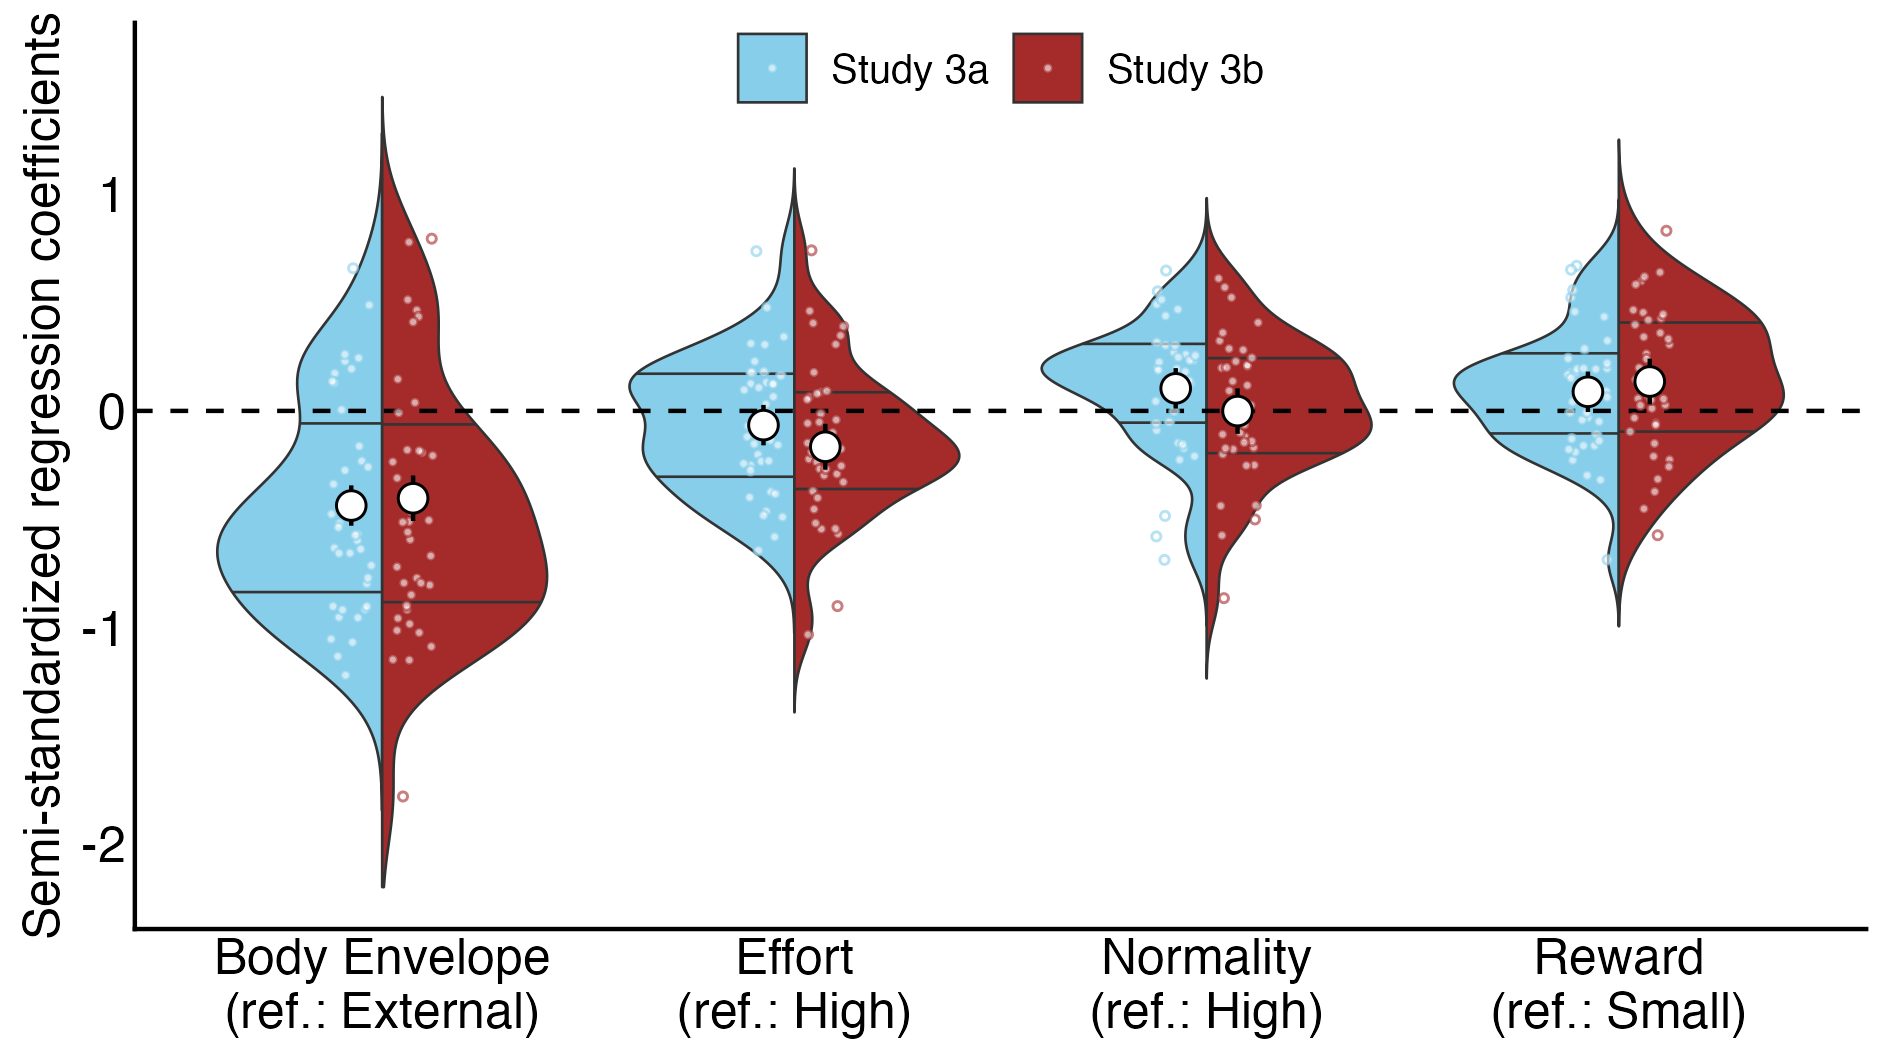 Semi-standardized regression coefficients
Study 3a
Study 3b
1
0
-1
-2
Body Envelope
(ref.: External)
Effort
(ref.: High)
Normality
(ref.: High)
Reward
(ref.: Small)